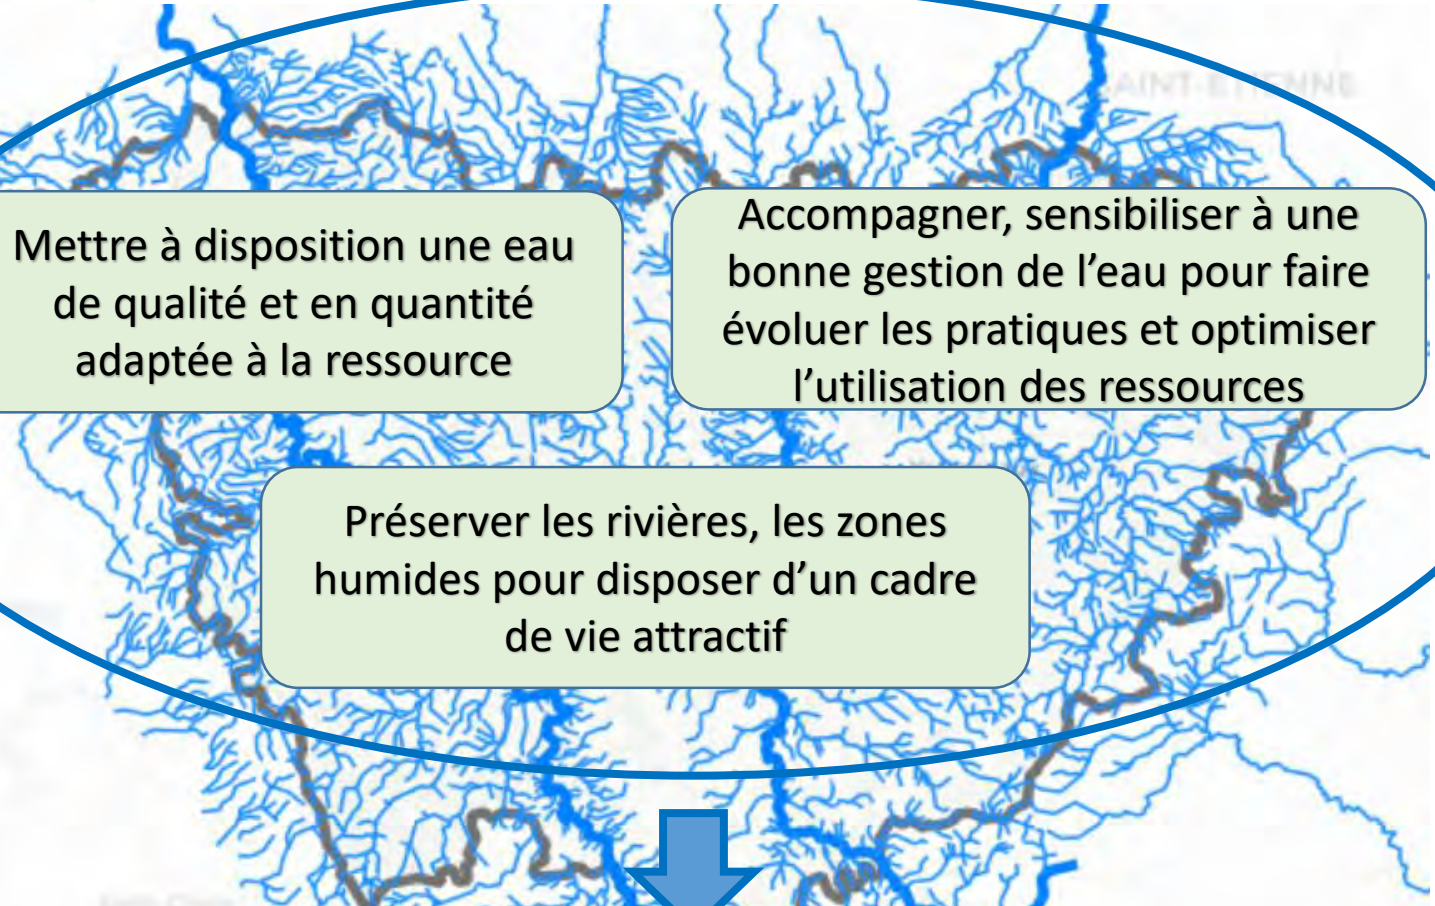 SAINT-ETIENNE
Mettre à disposition une eau
de qualité et en quantité
adaptée à la ressource
Accompagner, sensibiliser à une
bonne gestion de l’eau pour faire
évoluer les pratiques et optimiser
l’utilisation des ressources
Préserver les rivières, les zones
humides pour disposer d’un cadre
de vie attractif